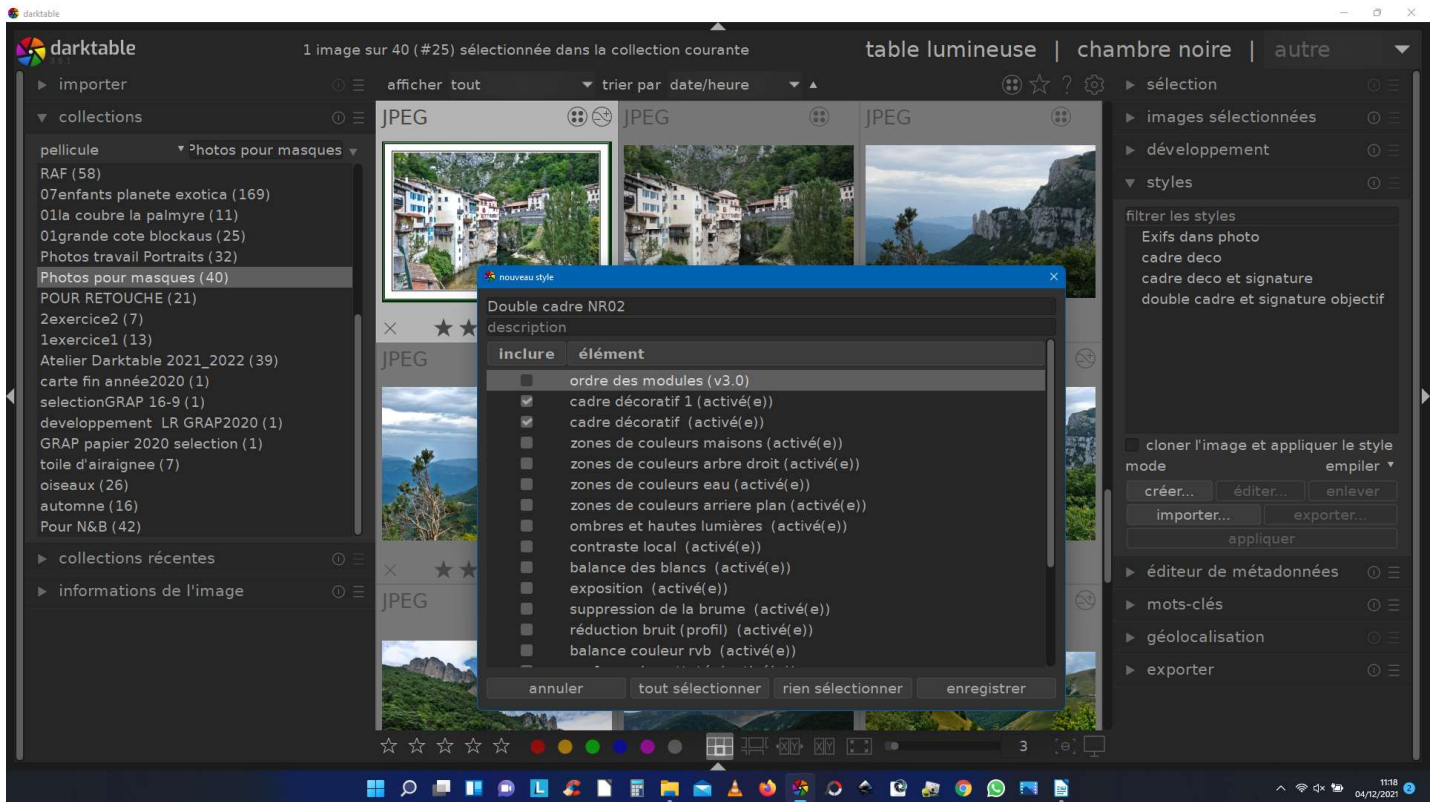 darktable
darktable
3.6.1
1 image sur 40 (#25) sélectionnée dans la collection courante
table lumineuse | chambre noire | autre
importer
afficher tout
trier par date/heure
sélection
collections
JPEG
JPEG
JPEG
images sélectionnées
pellicule
Photos pour masques
développement
RAF (58)
07enfants planete exotica (169)
01la coubre la palmyre (11)
01grande cote blockaus (25)
Photos travail Portraits (32)
Photos pour masques (40)
POUR RETOUCHE (21)
2exercice2 (7)
1exercice1 (13)
Atelier Darktable 2021_2022 (39)
carte fin année2020 (1)
selectionGRAP 16-9 (1)
developpement LR GRAP2020 (1)
GRAP papier 2020 selection (1)
toile d'araignee (7)
oiseaux (26)
automne (16)
Pour N&B (42)
collections récentes
informations de l'image
JPEG
JPEG
nouveau style
Double cadre NR02
description
inclure élément
ordre des modules (v3.0)
cadre décoratif 1 (activé(e))
cadre décoratif (activé(e))
zones de couleurs maisons (activé(e))
zones de couleurs arbre droit (activé(e))
zones de couleurs eau (activé(e))
zones de couleurs arriere plan (activé(e))
ombres et hautes lumières (activé(e))
contraste local (activé(e))
balance des blancs (activé(e))
exposition (activé(e))
suppression de la brume (activé(e))
réduction bruit (profil) (activé(e))
balance couleur rvb (activé(e))
annuler
tout sélectionner
rien sélectionner
enregistrer
styles
filtrer les styles
Exifs dans photo
cadre deco
cadre deco et signature
double cadre et signature objectif
cloner l'image et appliquer le style
mode
empiler
créer...
éditer...
enlever
importer...
exporter...
appliquer
éditeur de métadonnées
mots-clés
géolocalisation
exporter
3
11:18
04/12/2021
2